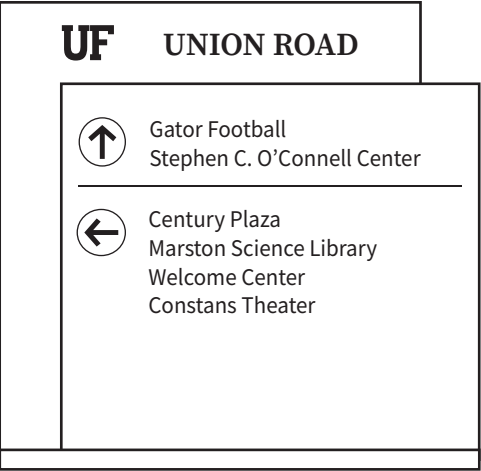 UF UNION ROAD
Gator Football
Stephen C. O’Connell Center
Century Plaza
Marston Science Library
Welcome Center
Constans Theater